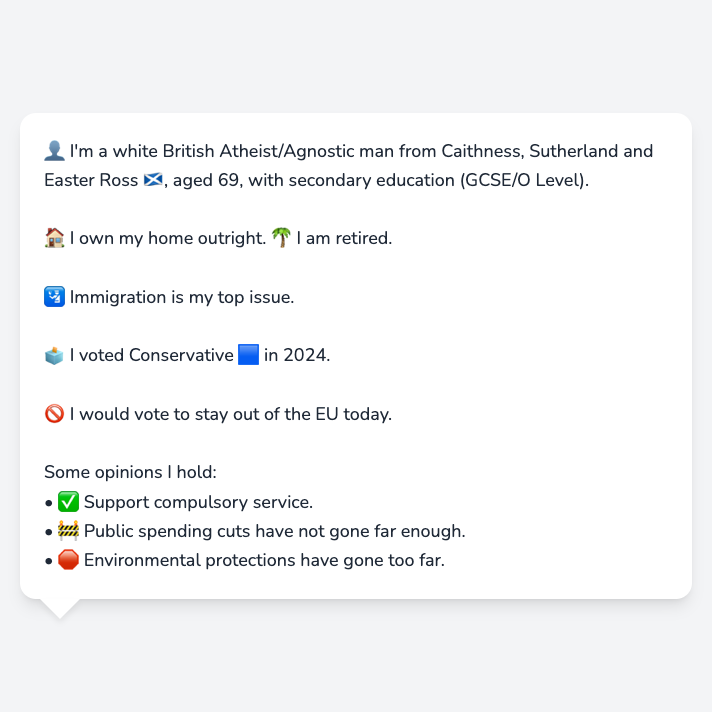 👤 I'm a white British Atheist/Agnostic man from Caithness, Sutherland and
Easter Ross 🏴󠁧󠁢󠁳󠁣󠁴󠁿, aged 69, with secondary education (GCSE/O Level).
🏠 I own my home outright. 🌴 I am retired.
🛂 Immigration is my top issue.
🗳️ I voted Conservative 🟦 in 2024.
🚫 I would vote to stay out of the EU today.
Some opinions I hold:
• ✅ Support compulsory service.
• 🚧 Public spending cuts have not gone far enough.
• 🛑 Environmental protections have gone too far.